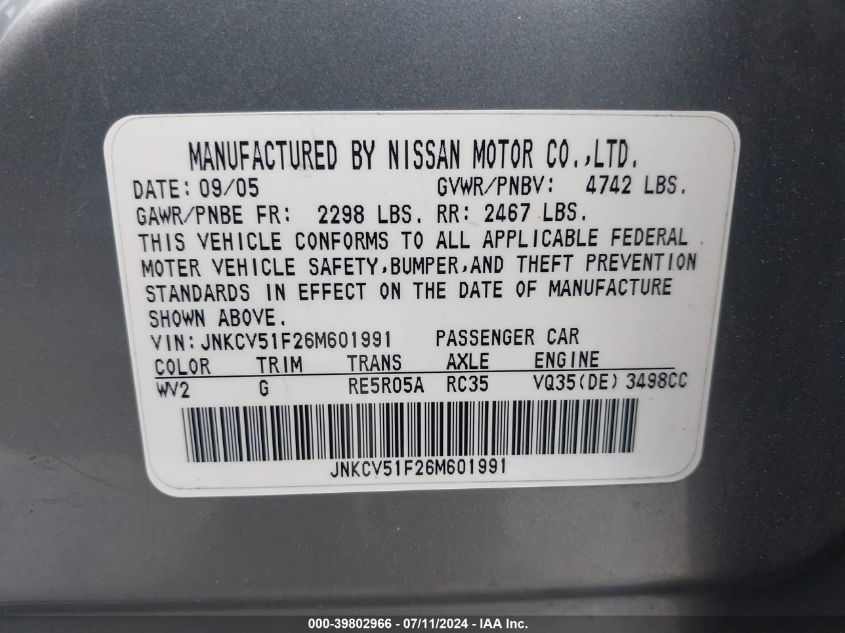 MANUFACTURED BY NISSAN MOTOR CO.,LTD.
DATE: 09/05 GVWR/PNBV: 4742 LBS.
GAWR/PNBE FR: 2298 LBS. RR: 2467 LBS.
THIS VEHICLE CONFORMS TO ALL APPLICABLE FEDERAL
MOTER VEHICLE SAFETY,BUMPER,AND THEFT PREVENTION
STANDARDS IN EFFECT ON THE DATE OF MANUFACTURE
SHOWN ABOVE.
VIN: JNKCV51F26M601991 PASSENGER CAR
COLOR TRIM TRANS AXLE ENGINE
WV2 G RE5R05A RC35 VQ35(DE) 3498CC
JNKCV51F26M601991
000-39802966 - 07/11/2024 - IAA Inc.